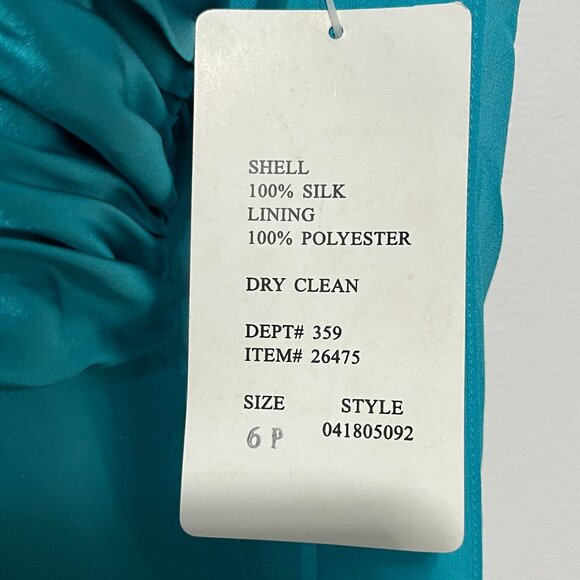 SHELL
100% SILK
LINING
100% POLYESTER
DRY CLEAN
DEPT# 359
ITEM# 26475
SIZE STYLE
6 P 041805092